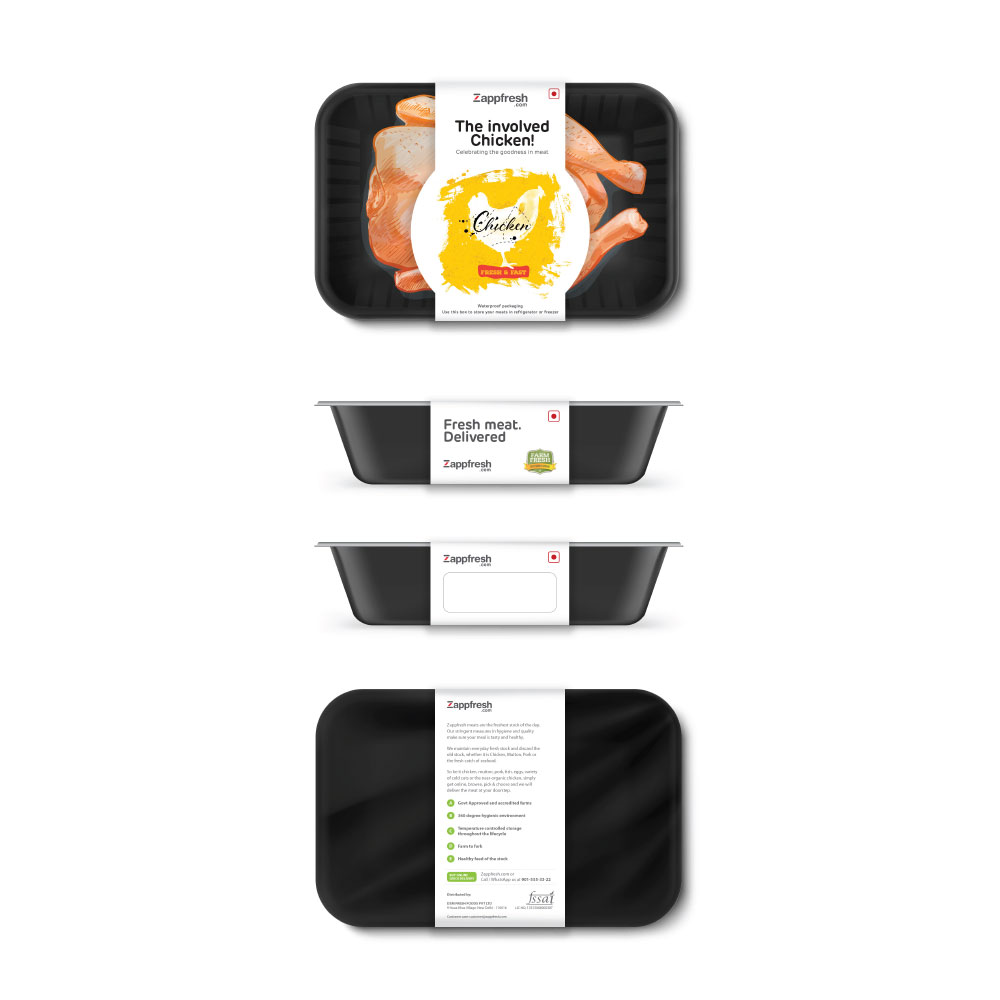 Zappfresh
.com
The involved
Chicken!
Celebrating the goodness in meat
Chicken
FRESH & FAST
Waterproof packaging
Use this box to store your meats in refrigerator or freezer
Fresh meat.
Delivered
Zappfresh
.com
FARM
FRESH
Zappfresh
.com
Zappfresh
.com
Zappfresh meats are the freshest stock of the day.
Our stringent measures in hygiene and quality
make sure your meat is tasty and healthy.
We maintain everyday fresh stock and discard the
old stock, whether it is Chicken, Mutton, Pork or
the fresh catch of seafood.
So be it chicken, mutton, pork, fish, eggs, variety
of cold cuts or the best organic chicken, simply
get online, browse, pick & choose and we will
deliver the meat at your doorstep.
Govt Approved and accredited farms
360 degree hygienic environment
Temperature controlled storage
throughout the lifecycle
Farm to fork
Healthy feed of the stock
Zappfresh.com or
Call / WhatsApp us at
Distributed by:
fssai